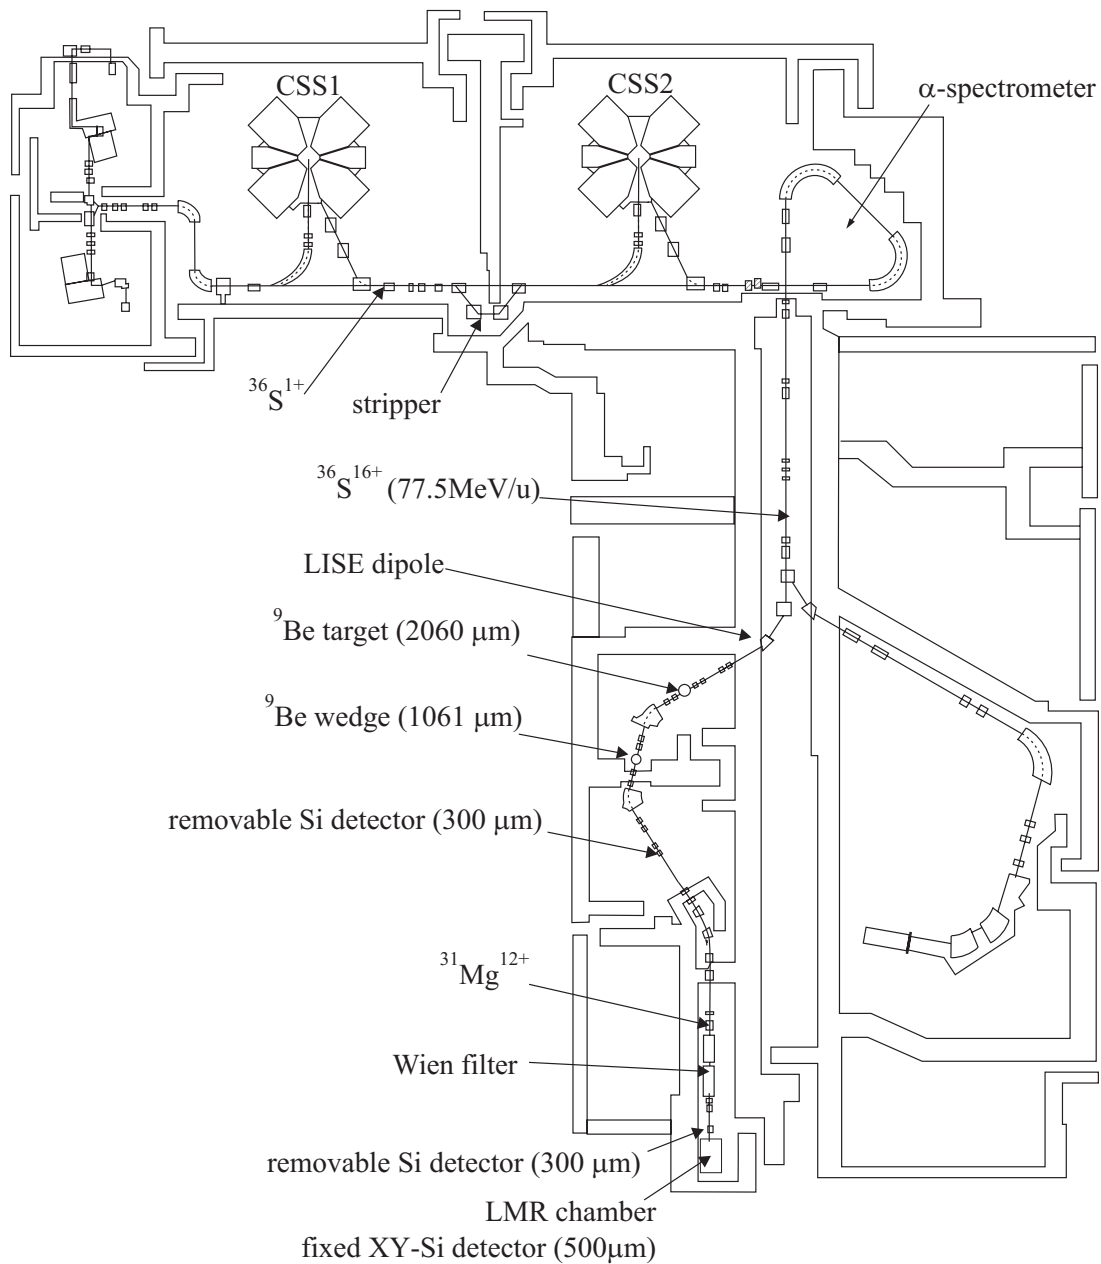 CSS1
CSS2
α-spectrometer
36S1+
stripper
36S16+ (77.5MeV/u)
LISE dipole
9Be target (2060 μm)
9Be wedge (1061 μm)
removable Si detector (300 μm)
31Mg12+
Wien filter
removable Si detector (300 μm)
LMR chamber
fixed XY-Si detector (500μm)